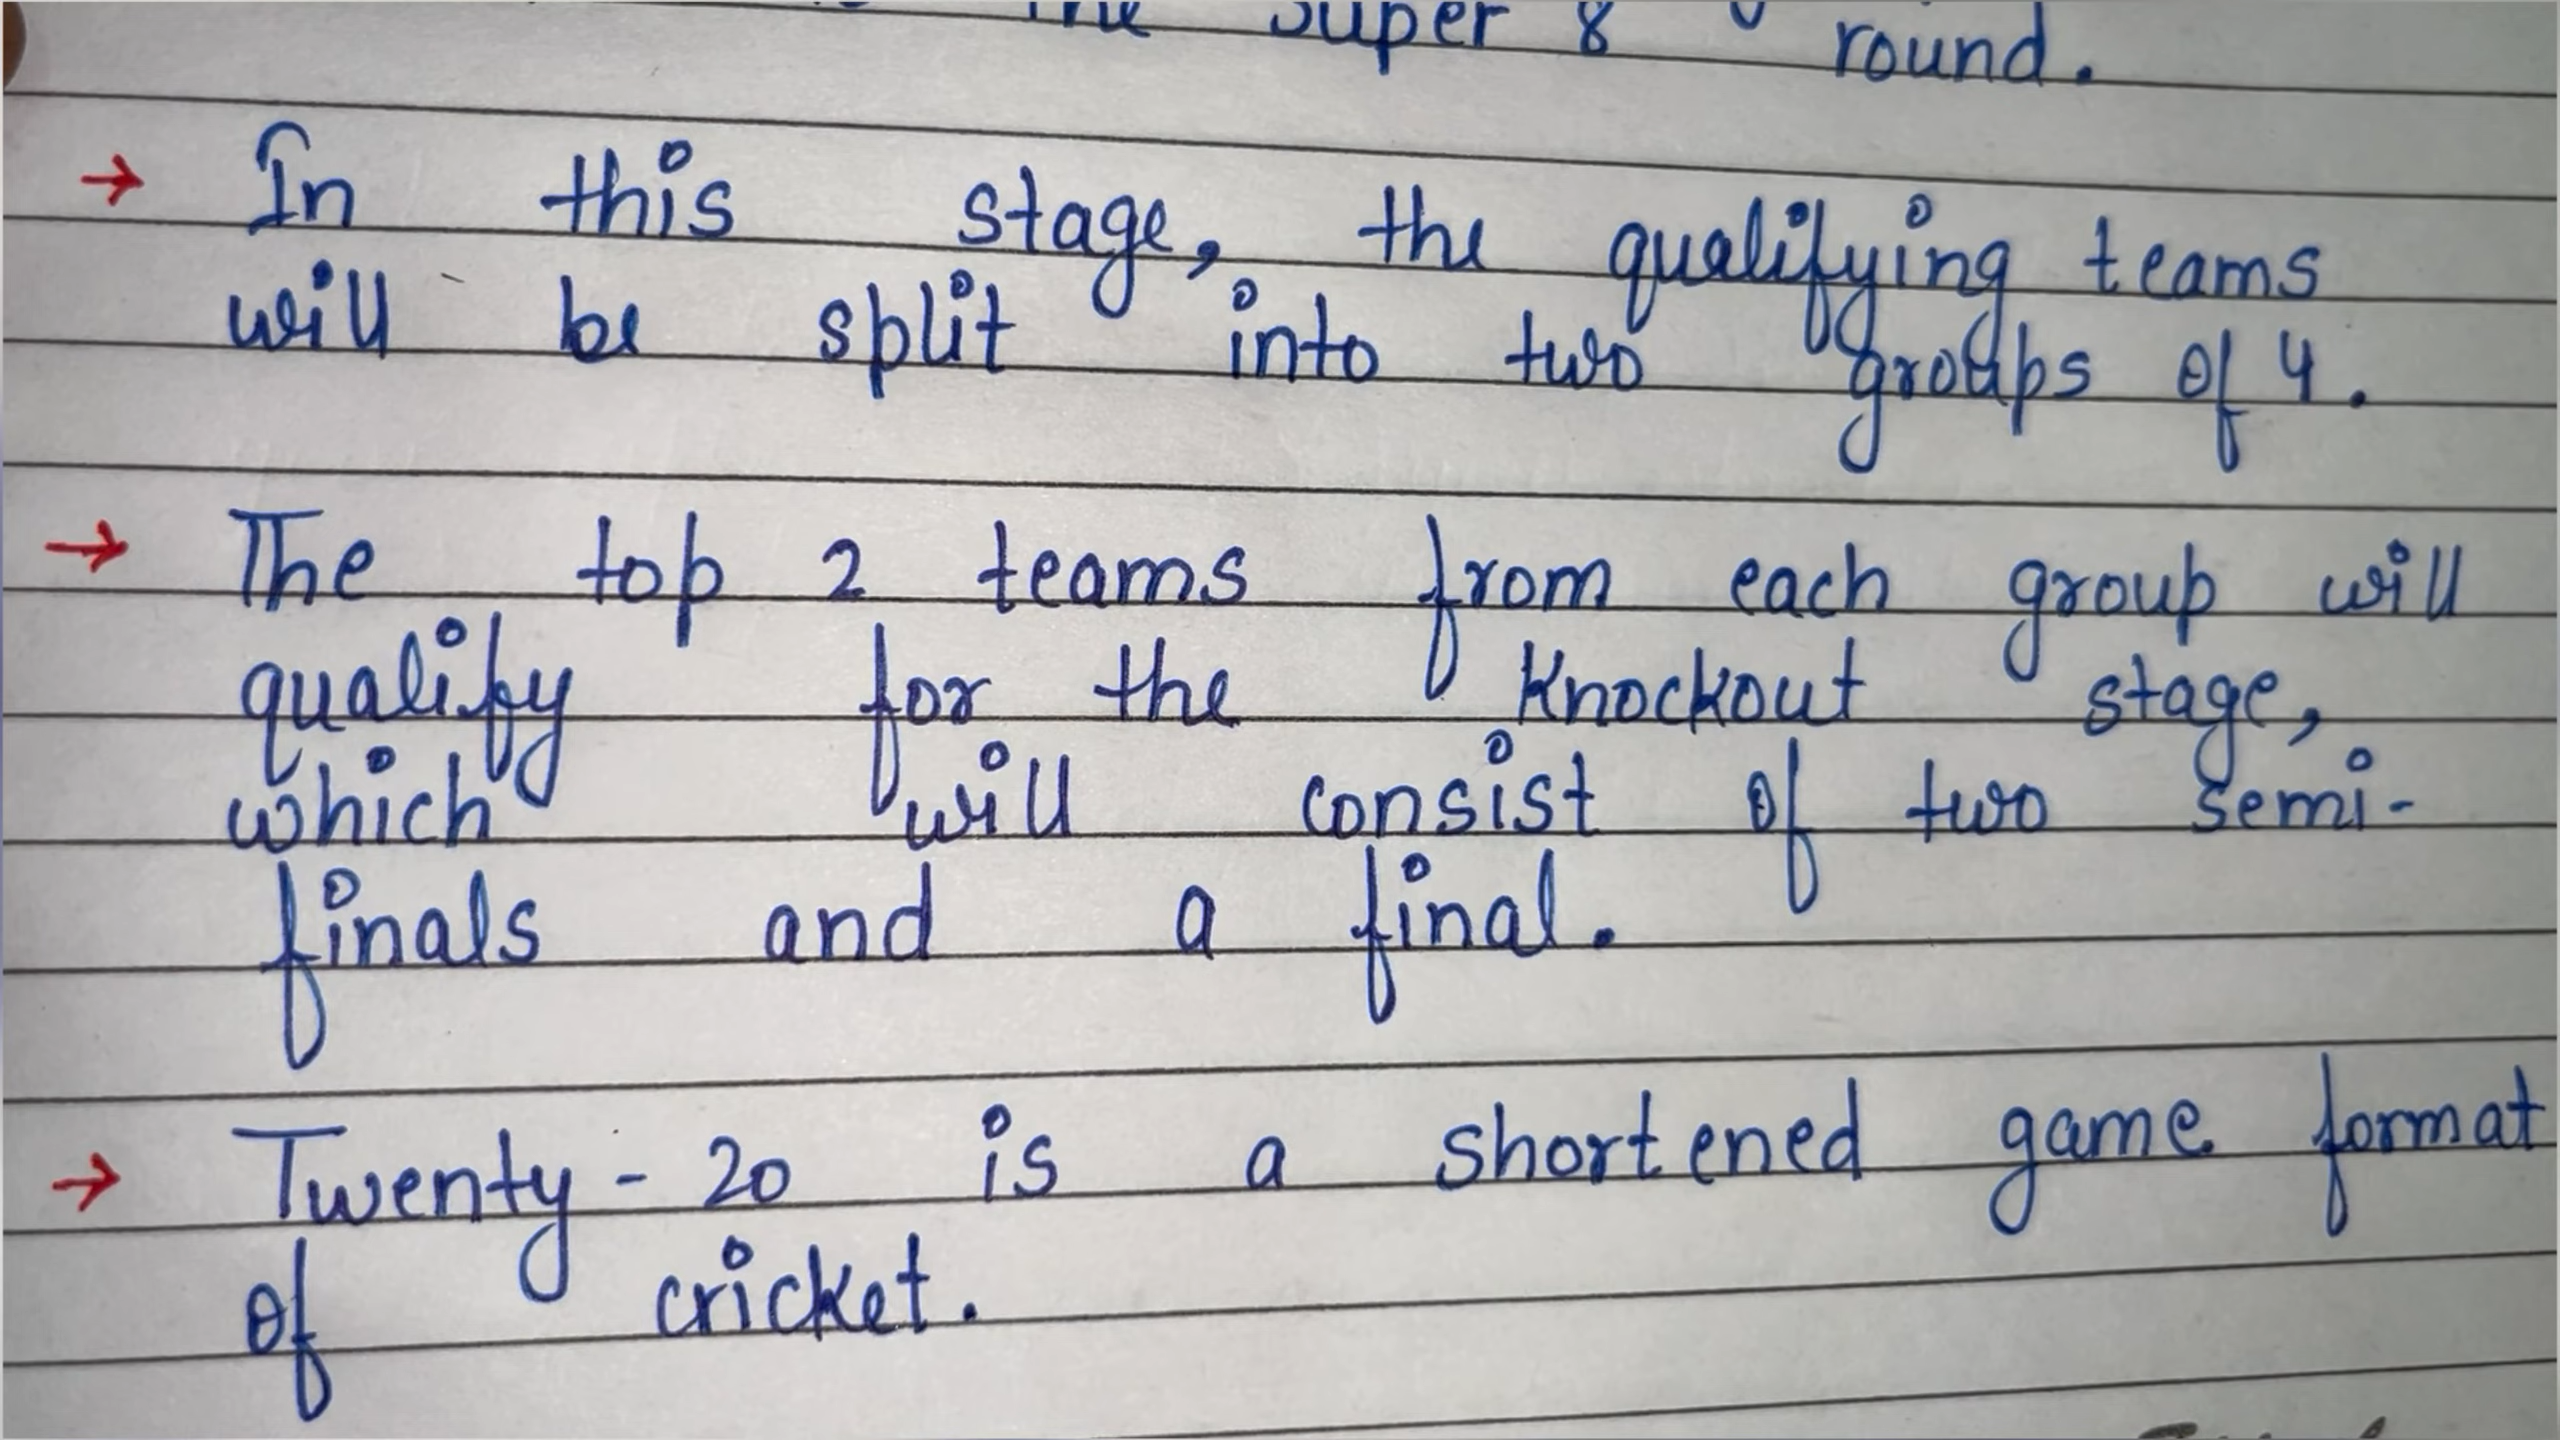 the Super 8 round.
→ In this stage, the qualifying teams
will be split into two groups of 4.
→ The top 2 teams from each group will
qualify for the Knockout stage,
which will consist of two semi-
finals and a final.
→ Twenty - 20 is a shortened game format
of cricket.